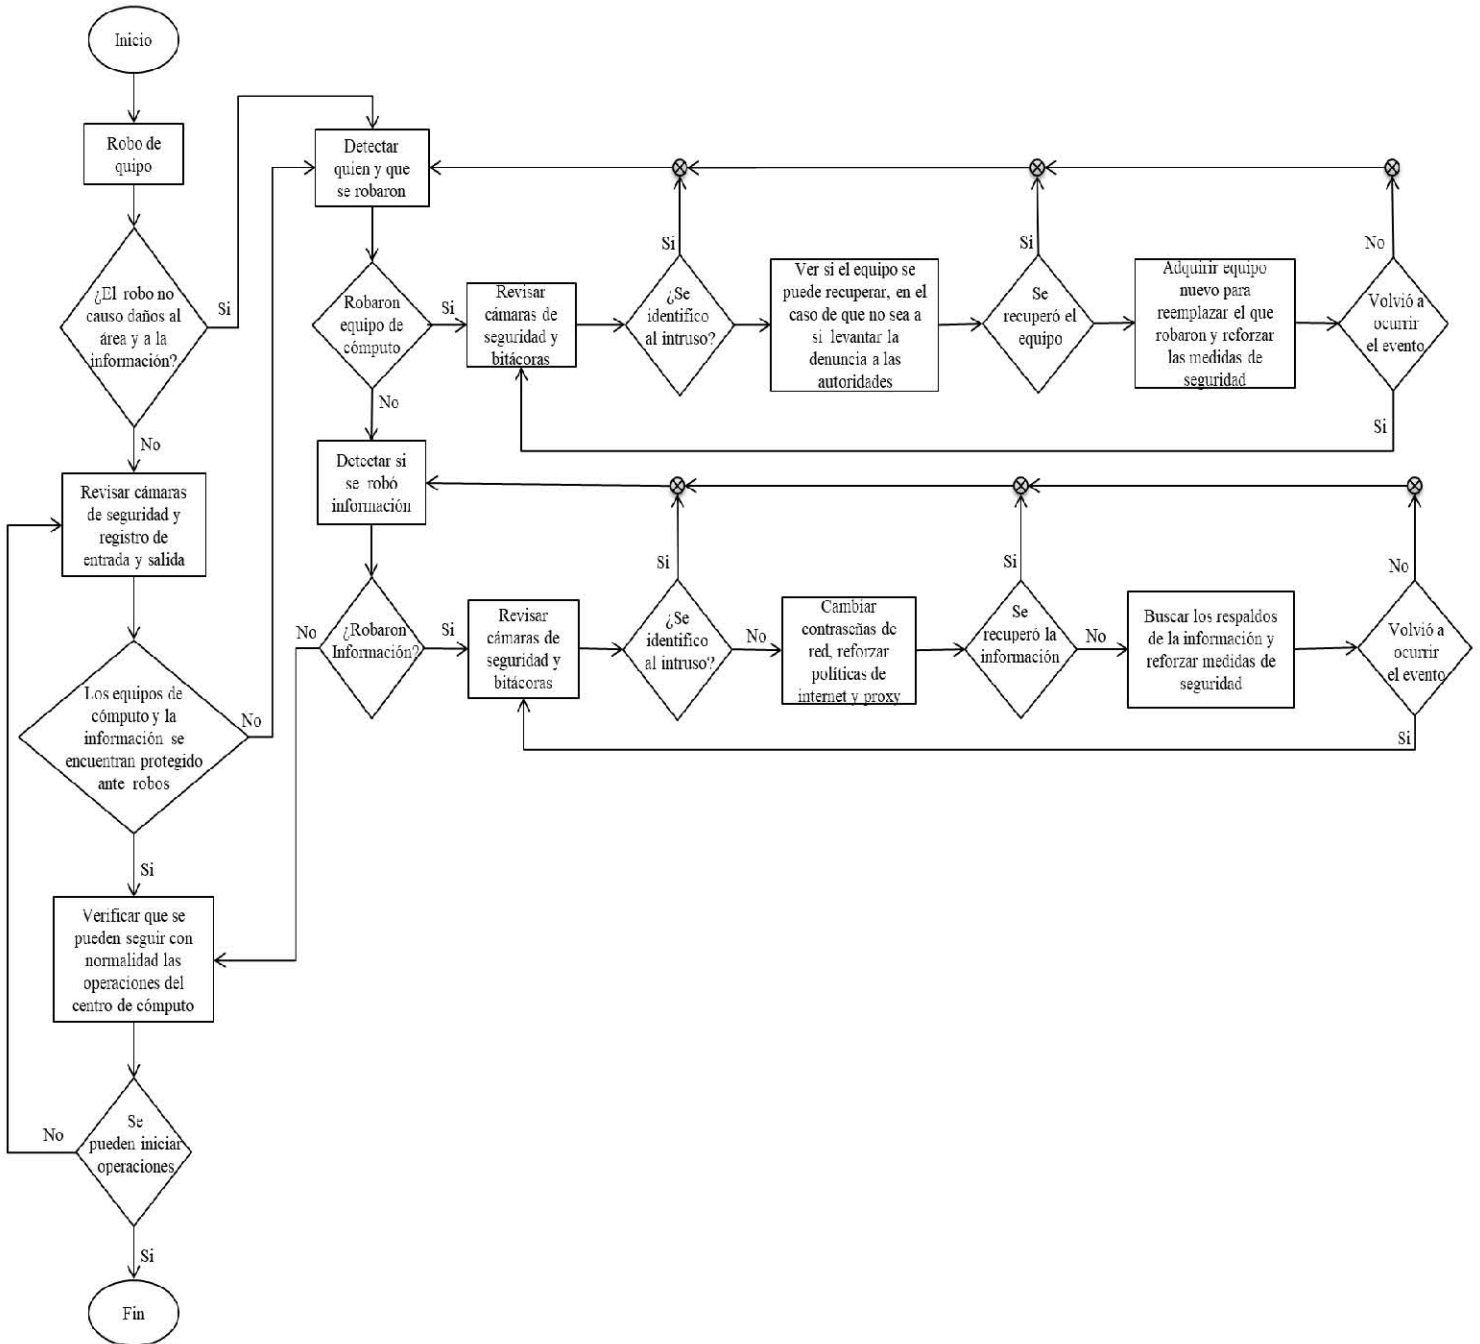 Inicio
Robo de
quipo
¿El robo no
causo daños al
área y a la
información?
Si
No
Revisar cámaras
de seguridad y
registro de
entrada y salida
Los equipos de
cómputo y la
información se
encuentran protegido
ante robos
No
Si
Verificar que se
pueden seguir con
normalidad las
operaciones del
centro de cómputo
Se
pueden iniciar
operaciones
No
Si
Fin
Detectar
quien y que
se robaron
Robaron
equipo de
cómputo
Si
No
Revisar
cámaras de
seguridad y
bitácoras
¿Se
identifico
al intruso?
Si
Ver si el equipo se
puede recuperar, en el
caso de que no sea a
si levantar la
denuncia a las
autoridades
Se
recuperó el
equipo
Si
Adquirir equipo
nuevo para
reemplazar el que
robaron y reforzar
las medidas de
seguridad
Volvió a
ocurrir
el evento
No
Si
Detectar si
se robó
información
¿Robaron
Información?
No
Si
Revisar
cámaras de
seguridad y
bitácoras
¿Se
identifico
al intruso?
Si
No
Cambiar
contraseñas de
red, reforzar
políticas de
internet y proxy
Se
recuperó la
información
Si
No
Buscar los respaldos
de la información y
reforzar medidas de
seguridad
Volvió a
ocurrir
el evento
No
Si